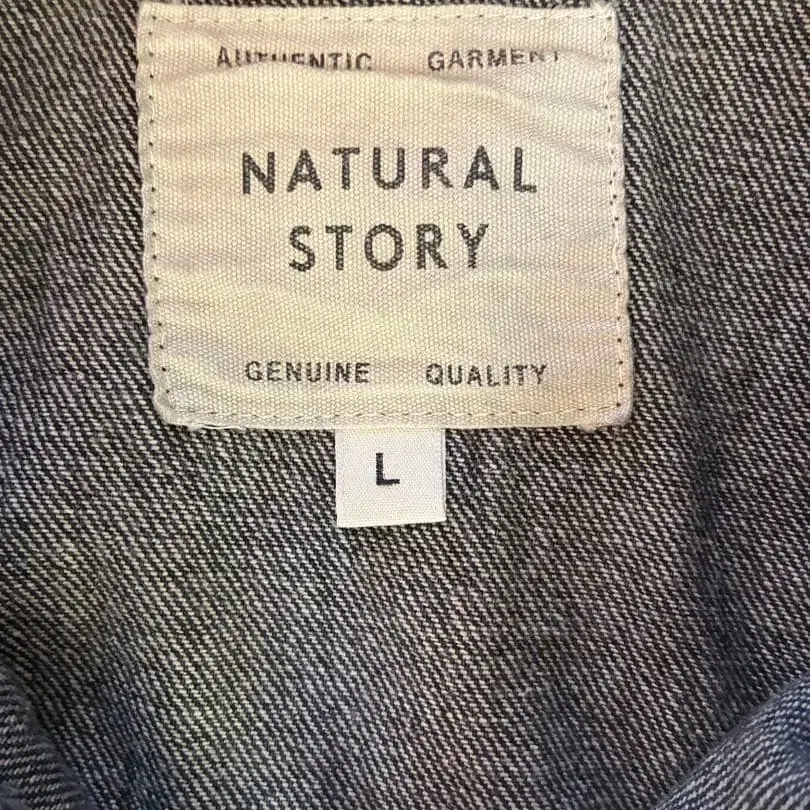 AUTHENTIC GARMENT
NATURAL
STORY
GENUINE QUALITY
L